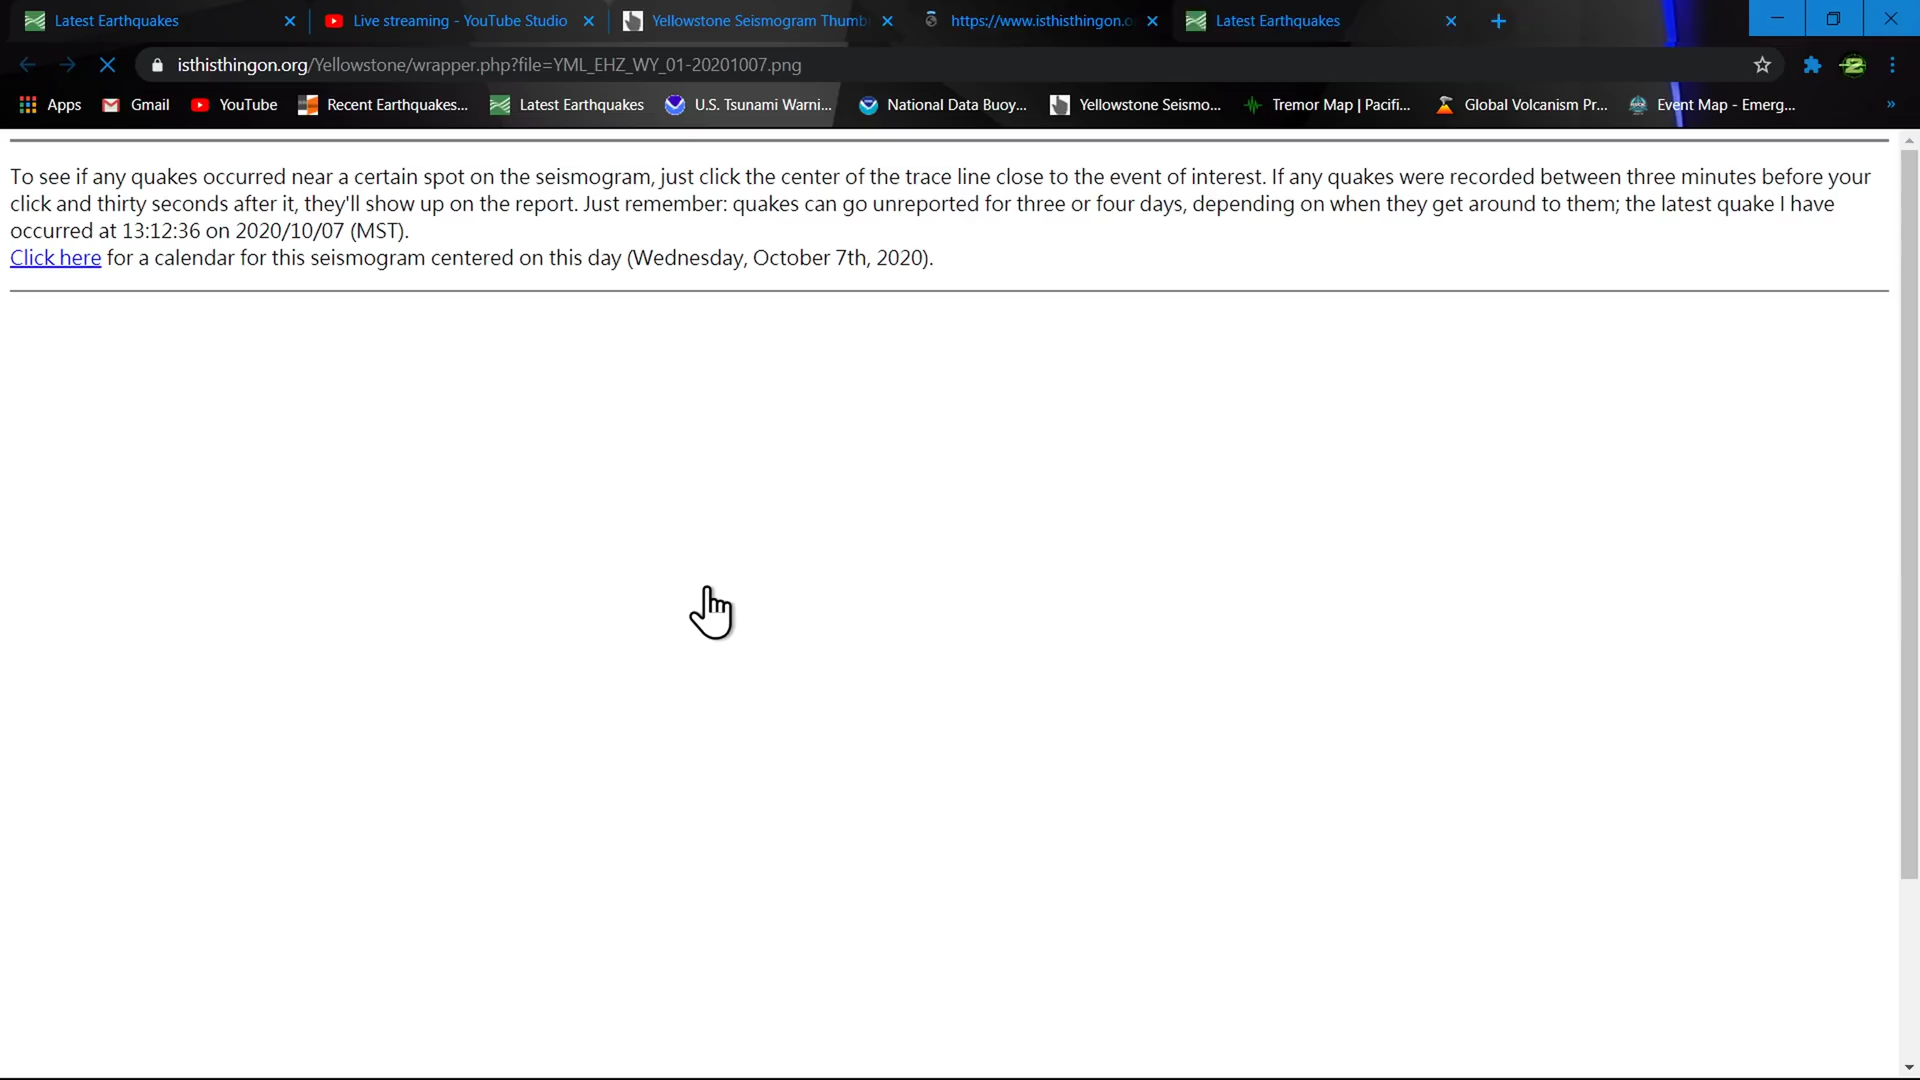 Latest Earthquakes
Live streaming - YouTube Studio
Yellowstone Seismogram Thumb
https://www.isthisthingon.o
Latest Earthquakes
isthisthingon.org/Yellowstone/wrapper.php?file=YML_EHZ_WY_01-20201007.png
Apps
Gmail
YouTube
Recent Earthquakes...
Latest Earthquakes
U.S. Tsunami Warni...
National Data Buoy...
Yellowstone Seismo...
Tremor Map | Pacifi...
Global Volcanism Pr...
Event Map - Emerg...
»
To see if any quakes occurred near a certain spot on the seismogram, just click the center of the trace line close to the event of interest. If any quakes were recorded between three minutes before your
click and thirty seconds after it, they'll show up on the report. Just remember: quakes can go unreported for three or four days, depending on when they get around to them; the latest quake I have
occurred at 13:12:36 on 2020/10/07 (MST).
Click here for a calendar for this seismogram centered on this day (Wednesday, October 7th, 2020).